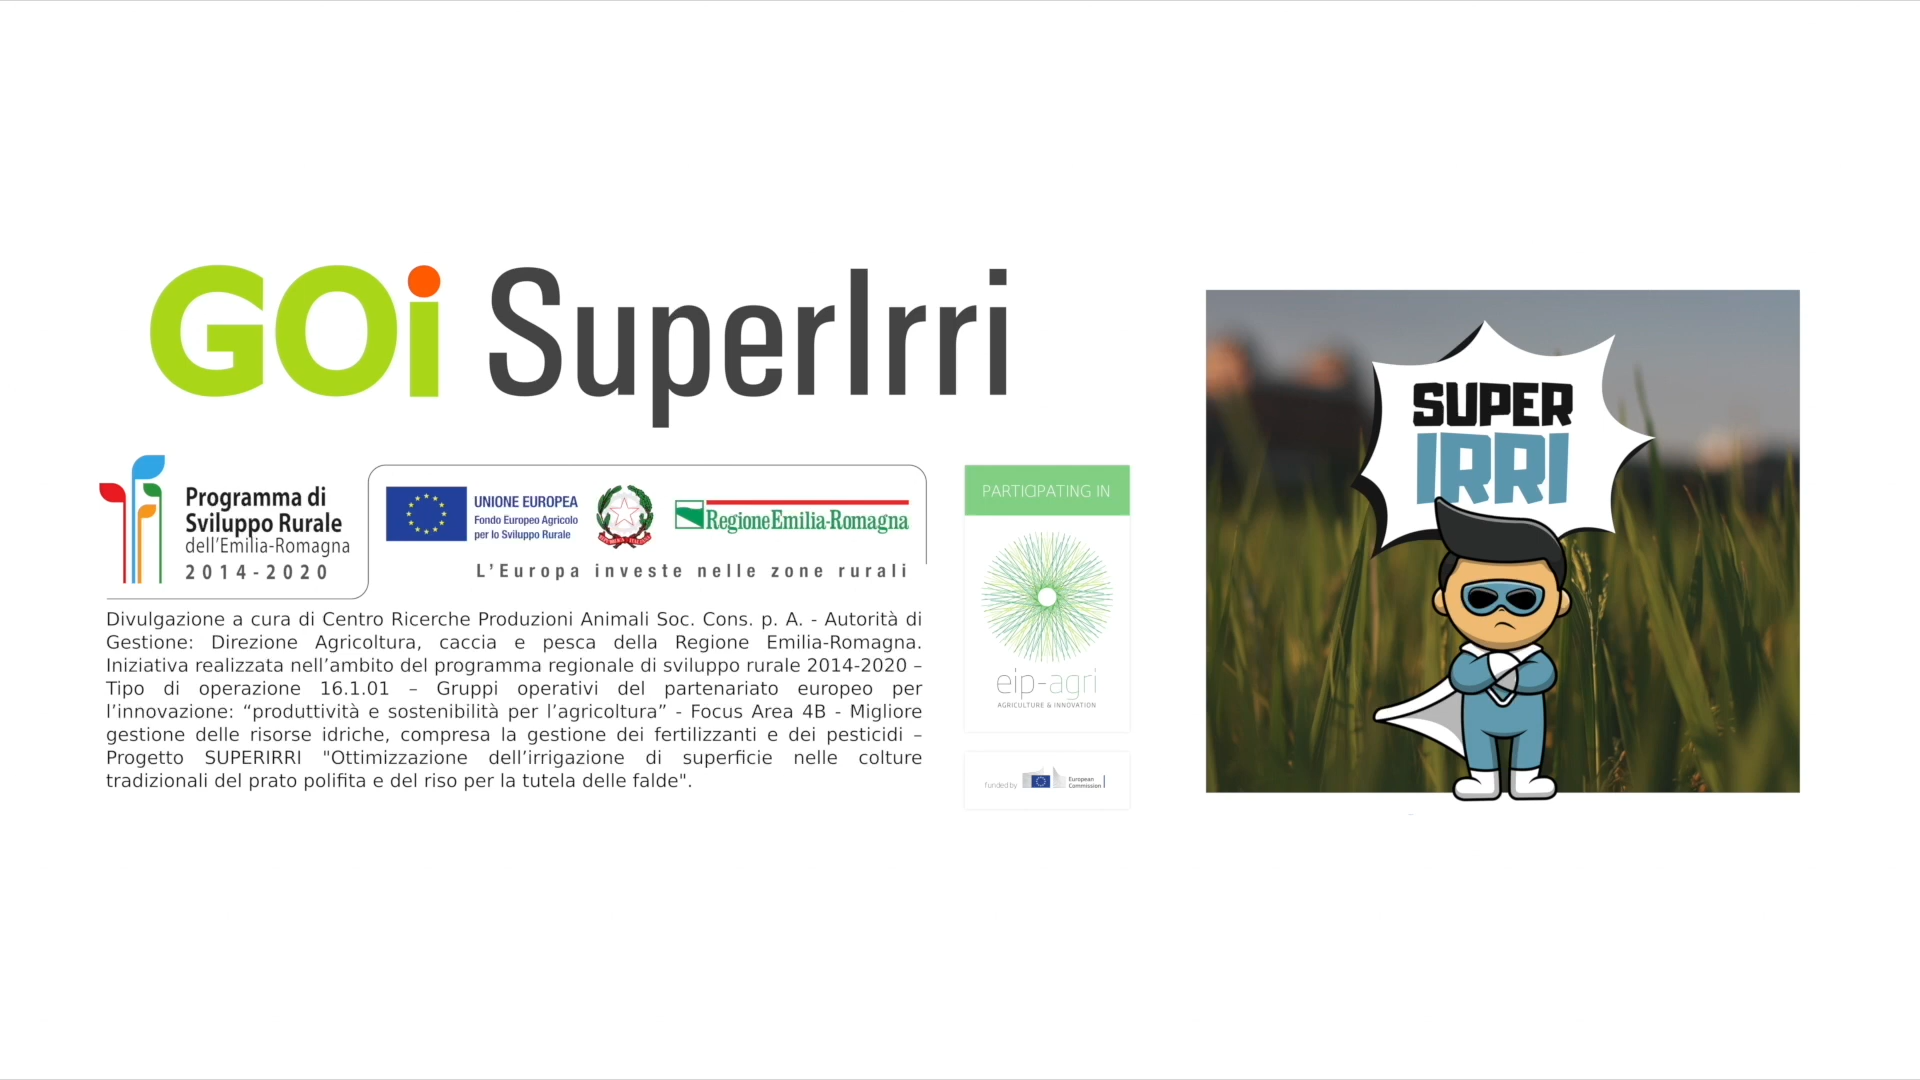 GOi SuperIrri
Programma di
Sviluppo Rurale
dell'Emilia-Romagna
2014-2020
UNIONE EUROPEA
Fondo Europeo Agricolo
per lo Sviluppo Rurale
RegioneEmilia-Romagna
L'Europa investe nelle zone rurali
Divulgazione a cura di Centro Ricerche Produzioni Animali Soc. Cons. p. A. - Autorità di
Gestione: Direzione Agricoltura, caccia e pesca della Regione Emilia-Romagna.
Iniziativa realizzata nell'ambito del programma regionale di sviluppo rurale 2014-2020 –
Tipo di operazione 16.1.01 – Gruppi operativi del partenariato europeo per
l'innovazione: “produttività e sostenibilità per l'agricoltura” - Focus Area 4B - Migliore
gestione delle risorse idriche, compresa la gestione dei fertilizzanti e dei pesticidi –
Progetto SUPERIRRI "Ottimizzazione dell'irrigazione di superficie nelle colture
tradizionali del prato polifita e del riso per la tutela delle falde".
PARTICIPATING IN
eip-agri
AGRICULTURE & INNOVATION
funded by
European
Commission
SUPER
IRRI